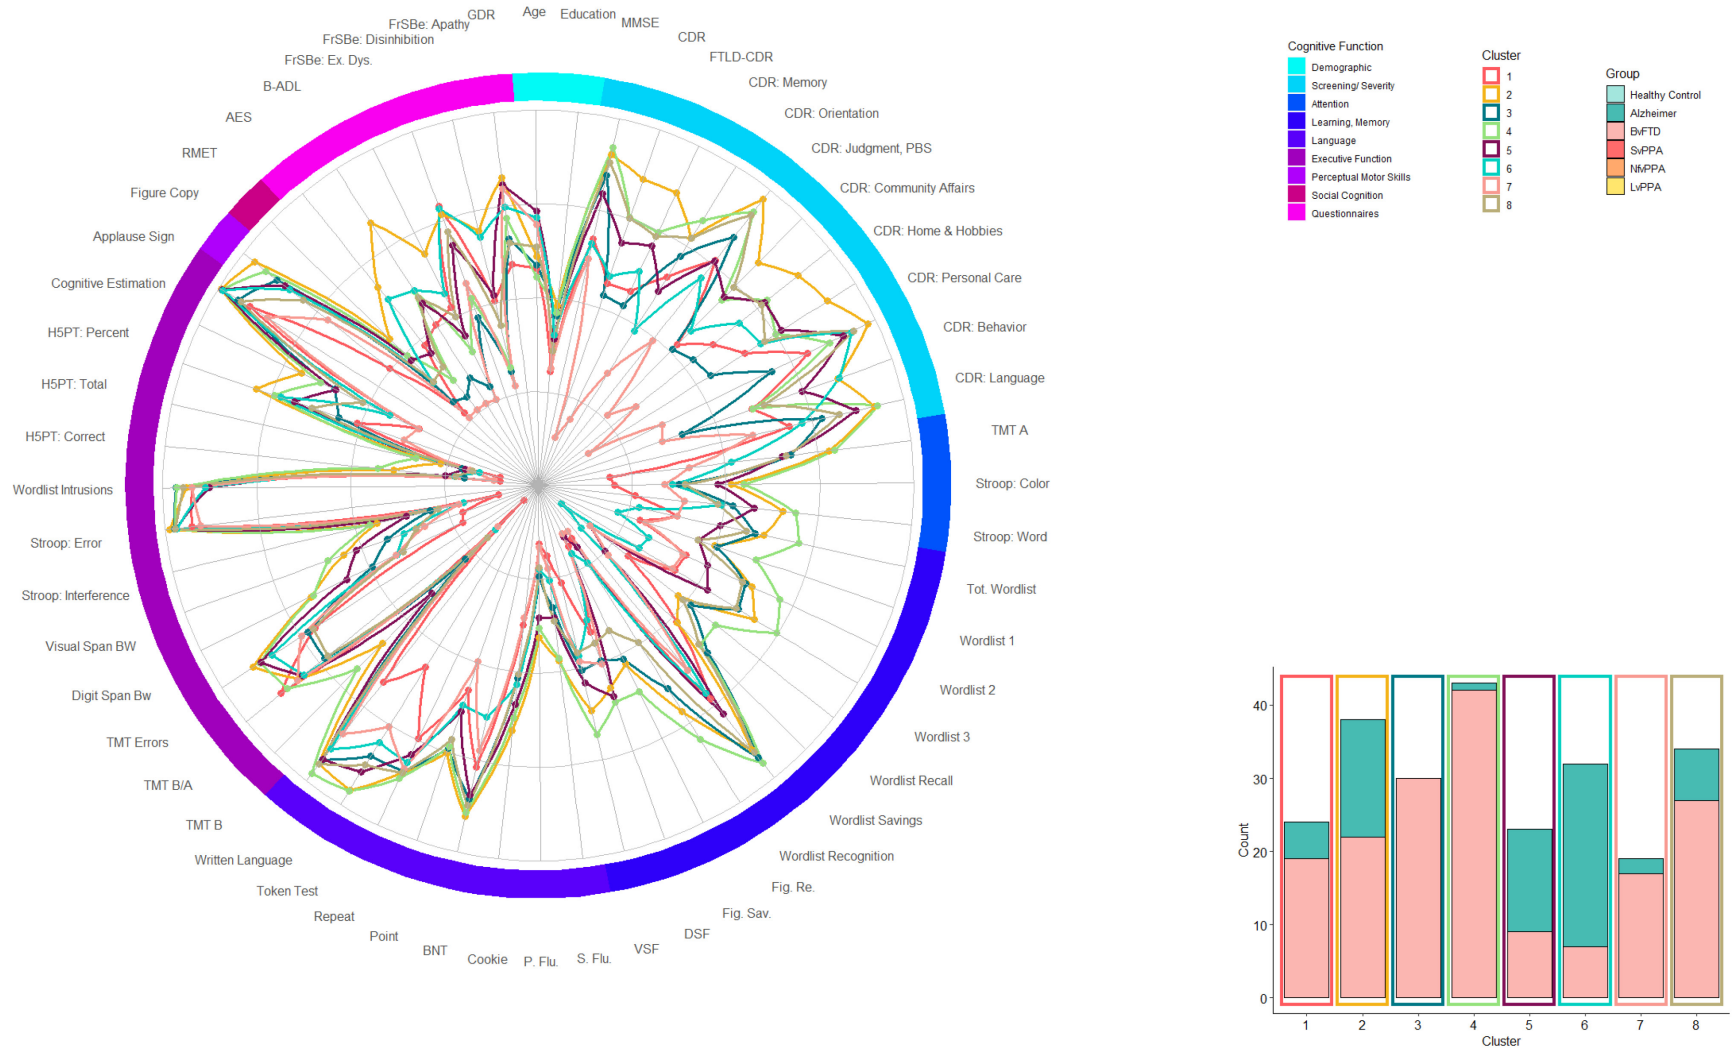 Age
Education
MMSE
CDR
FTLD-CDR
CDR: Memory
CDR: Orientation
CDR: Judgment, PBS
CDR: Community Affairs
CDR: Home & Hobbies
CDR: Personal Care
CDR: Behavior
CDR: Language
TMT A
Stroop: Color
Stroop: Word
Tot. Wordlist
Wordlist 1
Wordlist 2
Wordlist 3
Wordlist Recall
Wordlist Savings
Wordlist Recognition
Fig. Re.
Fig. Sav.
DSF
VSF
S. Flu.
P. Flu.
Cookie
BNT
Point
Repeat
Token Test
Written Language
TMT B
TMT B/A
TMT Errors
Digit Span Bw
Visual Span BW
Stroop: Interference
Stroop: Error
Wordlist Intrusions
H5PT: Correct
H5PT: Total
H5PT: Percent
Cognitive Estimation
Applause Sign
Figure Copy
RMET
AES
B-ADL
FrSBe: Ex. Dys.
FrSBe: Disinhibition
FrSBe: Apathy
GDR
Cognitive Function
Demographic
Screening/ Severity
Attention
Learning, Memory
Language
Executive Function
Perceptual Motor Skills
Social Cognition
Questionnaires
Cluster
1
2
3
4
5
6
7
8
Group
Healthy Control
Alzheimer
BvFTD
SvPPA
NfvPPA
LvPPA
Count
40
30
20
10
0
1 2 3 4 5 6 7 8
Cluster